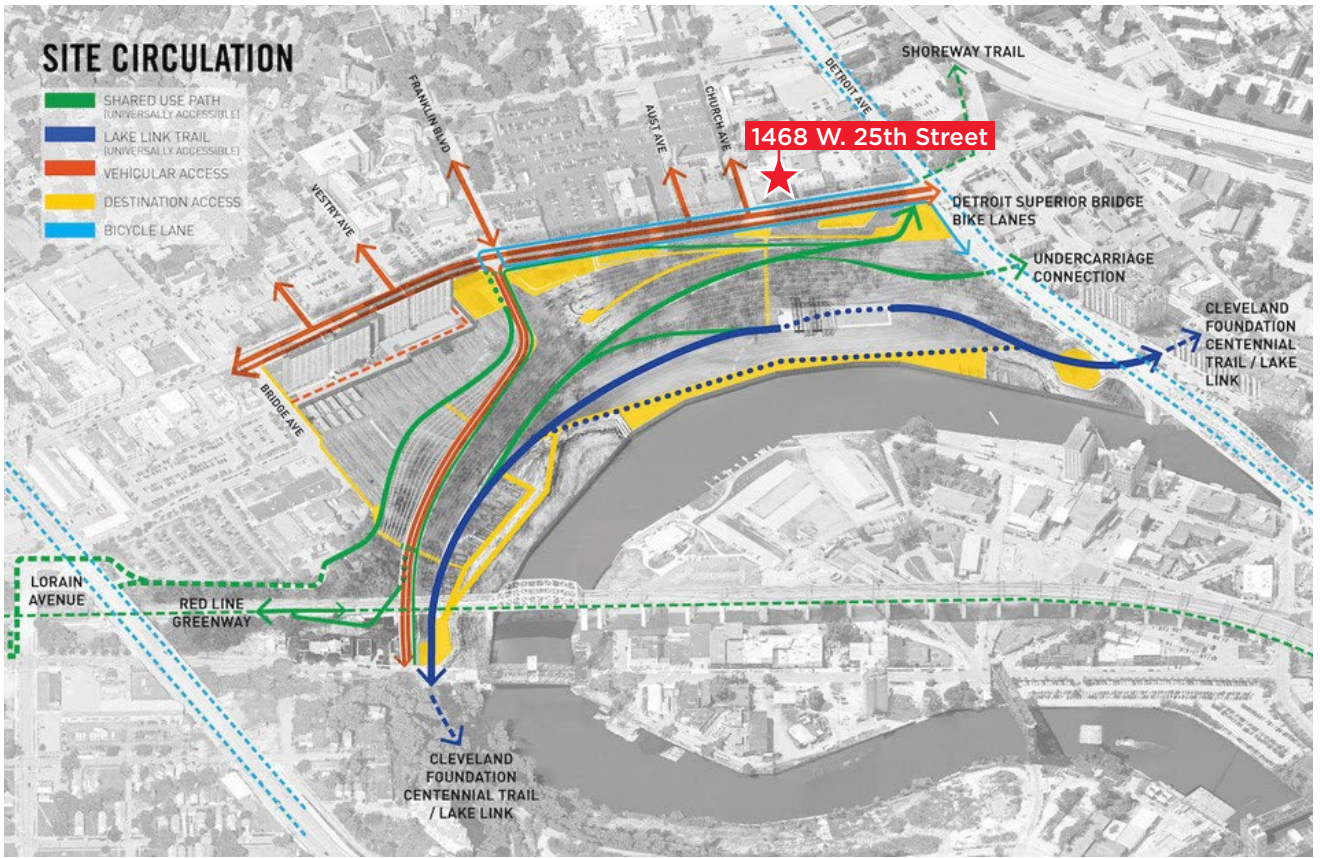 SITE CIRCULATION
SHARED USE PATH
[UNIVERSALLY ACCESSIBLE]
LAKE LINK TRAIL
[UNIVERSALLY ACCESSIBLE]
VEHICULAR ACCESS
DESTINATION ACCESS
BICYCLE LANE
VESTRY AVE
FRANKLIN BLVD
AUST AVE
CHURCH AVE
1468 W. 25th Street
DETROIT AVE
SHOREWAY TRAIL
DETROIT SUPERIOR BRIDGE
BIKE LANES
UNDERCARRIAGE
CONNECTION
CLEVELAND
FOUNDATION
CENTENNIAL
TRAIL / LAKE
LINK
BRIDGE AVE
LORAIN
AVENUE
RED LINE
GREENWAY
CLEVELAND
FOUNDATION
CENTENNIAL TRAIL
/ LAKE LINK